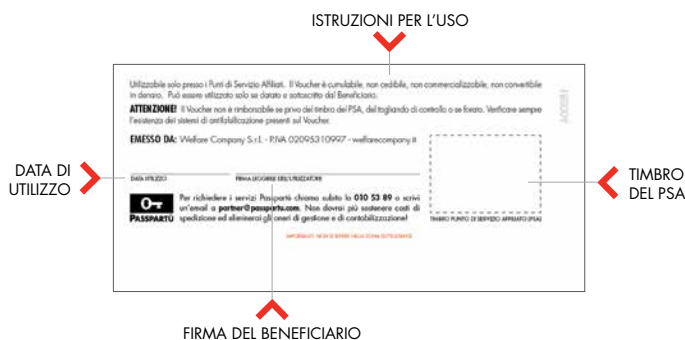 ISTRUZIONI PER L'USO
Utilizzabile solo presso i Punti di Servizio Affiliati. Il Voucher è cumulabile, non cedibile, non commercializzabile, non convertibile
in denaro. Può essere utilizzato solo se datato e sottoscritto dal Beneficiario.
ATTENZIONE! Il Voucher non è rimborsabile se privo del timbro del PSA, del tagliando di controllo o se forato. Verificare sempre
l'esistenza dei sistemi di antifalsificazione presenti sul Voucher.
EMESSO DA: Welfare Company S.r.l. - P.IVA 02095310997 - welfarecompany.it
DATA DI
UTILIZZO
DATA UTILIZZO
FIRMA LEGGIBILE DELL'UTILIZZATORE
TIMBRO
DEL PSA
PASSPARTÙ
Per richiedere i servizi Passpartù chiama subito lo 010 53 89 o scrivi
un'email a partner@passpartu.com. Non dovrai più sostenere costi di
spedizione ed eliminerai gli oneri di gestione e di contabilizzazione!
TIMBRO PUNTO DI SERVIZIO AFFILIATO (PSA)
IMPORTANTE: NON SCRIVERE NELLA ZONA SOTTOSTANTE
FIRMA DEL BENEFICIARIO